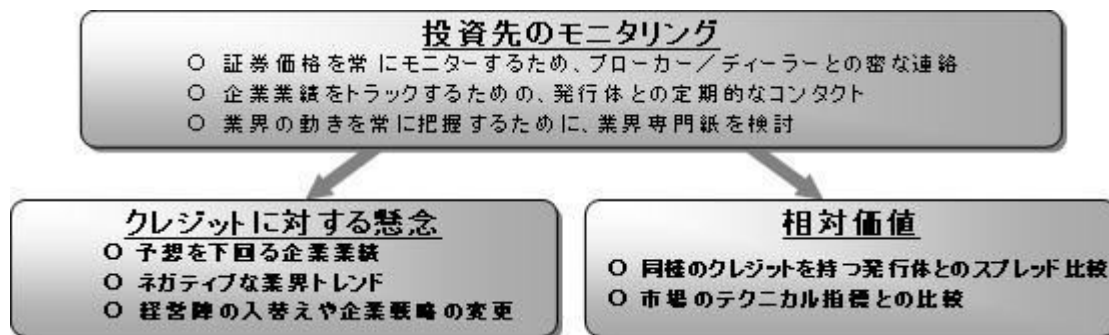 投資先のモニタリング
○ 証券価格を常にモニターするため、ブローカー／ディーラーとの密な連絡
○ 企業業績をトラックするための、発行体との定期的なコンタクト
○ 業界の動きを常に把握するために、業界専門紙を検討
クレジットに対する懸念
○ 予想を下回る企業業績
○ ネガティブな業界トレンド
○ 経営陣の入替えや企業戦略の変更
相対価値
○ 同様のクレジットを持つ発行体とのスプレッド比較
○ 市場のテクニカル指標との比較